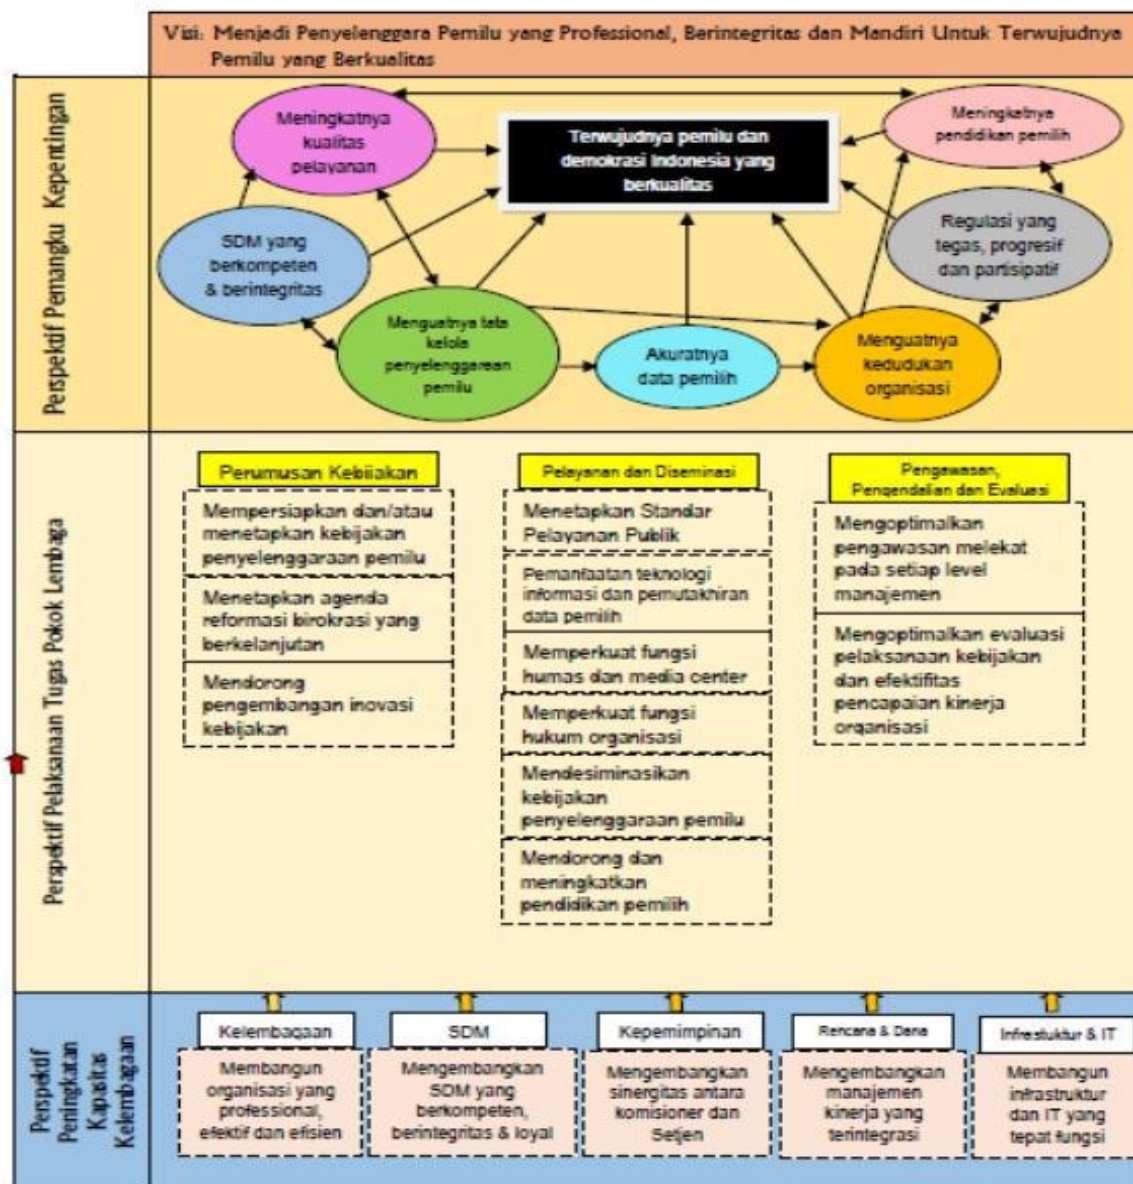 Visi: Menjadi Penyelenggara Pemilu yang Professional, Berintegritas dan Mandiri Untuk Terwujudnya
Pemilu yang Berkualitas
Perspektif Pemangku Kepentingan
Meningkatnya
kualitas
pelayanan
Terwujudnya pemilu dan
demokrasi Indonesia yang
berkualitas
Meningkatnya
pendidikan pemilih
SDM yang
berkompeten
& berintegritas
Regulasi yang
tegas, progresif
dan partisipatif
Menguatnya tata
kelola
penyelenggaraan
pemilu
Akuratnya
data pemilih
Menguatnya
kedudukan
organisasi
Perspektif Pelaksanaan Tugas Pokok Lembaga
Perumusan Kebijakan
Mempersiapkan dan/atau
menetapkan kebijakan
penyelenggaraan pemilu
Menetapkan agenda
reformasi birokrasi yang
berkelanjutan
Mendorong
pengembangan inovasi
kebijakan
Pelayanan dan Diseminasi
Menetapkan Standar
Pelayanan Publik
Pemanfaatan teknologi
informasi dan pemutakhiran
data pemilih
Memperkuat fungsi
humas dan media center
Memperkuat fungsi
hukum organisasi
Mendesiminasikan
kebijakan
penyelenggaraan pemilu
Mendorong dan
meningkatkan
pendidikan pemilih
Pengawasan,
Pengendalian dan Evaluasi
Mengoptimalkan
pengawasan melekat
pada setiap level
manajemen
Mengoptimalkan evaluasi
pelaksanaan kebijakan
dan efektifitas
pencapaian kinerja
organisasi
Perspektif
Peningkatan
Kapasitas
Kelembagaan
Kelembagaan
Membangun
organisasi yang
professional,
efektif dan efisien
SDM
Mengembangkan
SDM yang
berkompeten,
berintegritas & loyal
Kepemimpinan
Mengembangkan
sinergitas antara
komisioner dan
Setjen
Rencana & Dana
Mengembangkan
manajemen
kinerja yang
terintegrasi
Infrastuktur & IT
Membangun
infrastruktur
dan IT yang
tepat fungsi